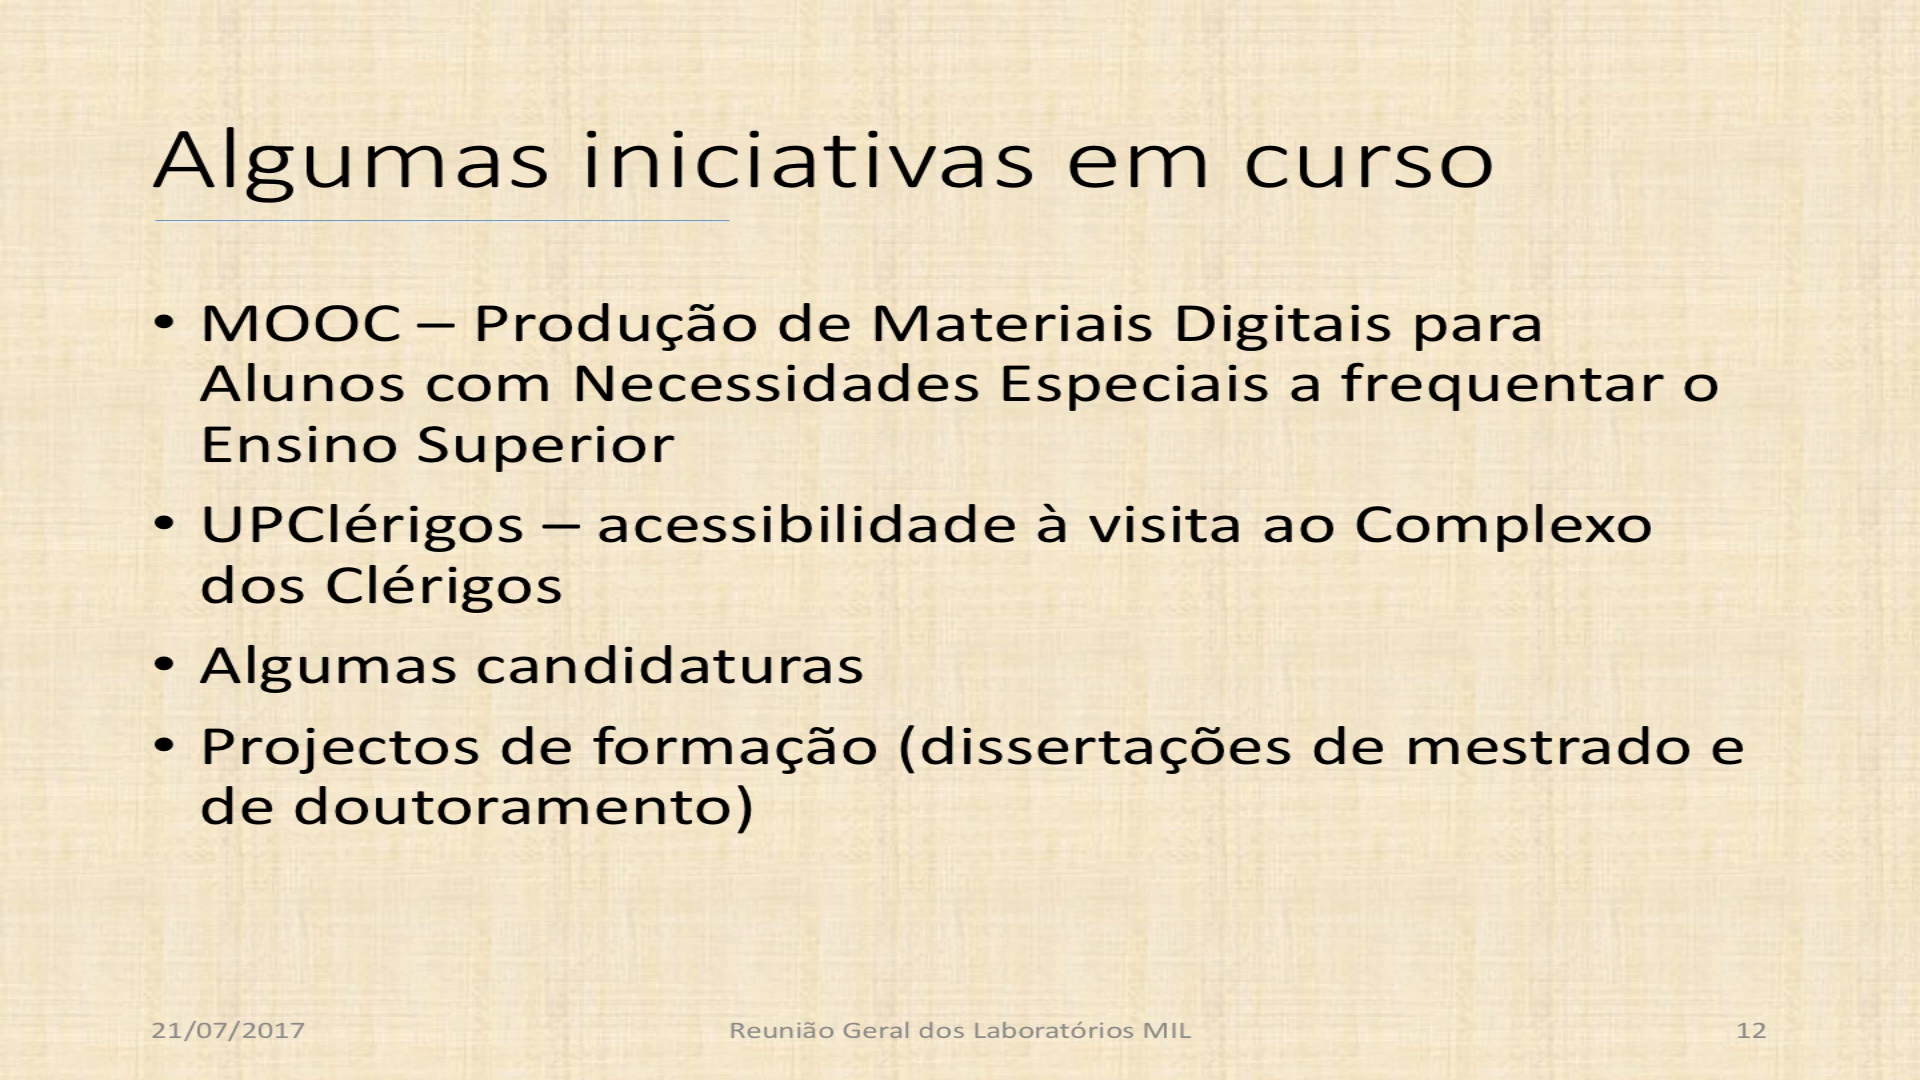 Algumas iniciativas em curso
• MOOC – Produção de Materiais Digitais para
Alunos com Necessidades Especiais a frequentar o
Ensino Superior
• UPClérigos – acessibilidade à visita ao Complexo
dos Clérigos
• Algumas candidaturas
• Projectos de formação (dissertações de mestrado e
de doutoramento)
21/07/2017
Reunião Geral dos Laboratórios MIL
12